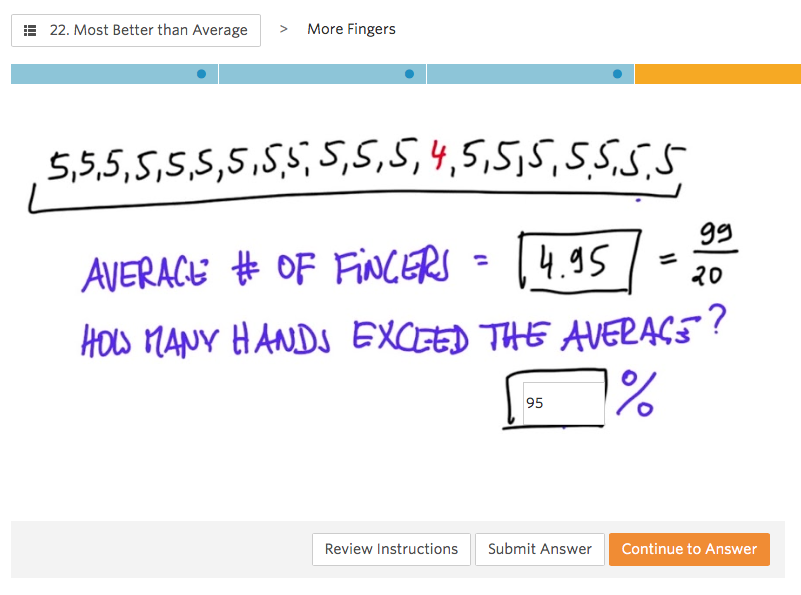 22. Most Better than Average > More Fingers
5,5,5,5,5,5,5,5,5,5,5,5,4,5,5,5,5,5,5,5
AVERAGE # OF FINGERS = 4.95 = 99/20
HOW MANY HANDS EXCEED THE AVERAGE?
95 %
Review Instructions Submit Answer Continue to Answer